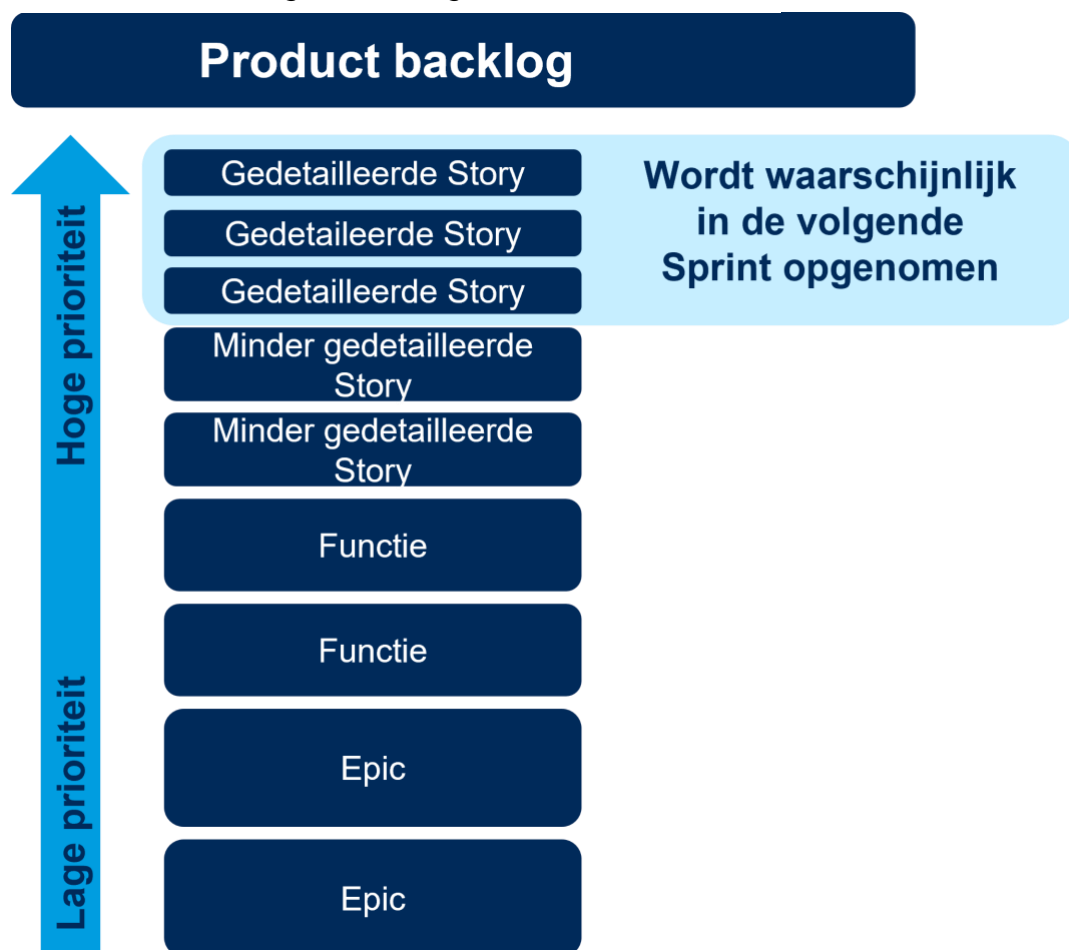 Product backlog
Hoge prioriteit
Lage prioriteit
Gedetailleerde Story
Gedetaileerde Story
Gedetailleerde Story
Wordt waarschijnlijk
in de volgende
Sprint opgenomen
Minder gedetailleerde
Story
Minder gedetailleerde
Story
Functie
Functie
Epic
Epic